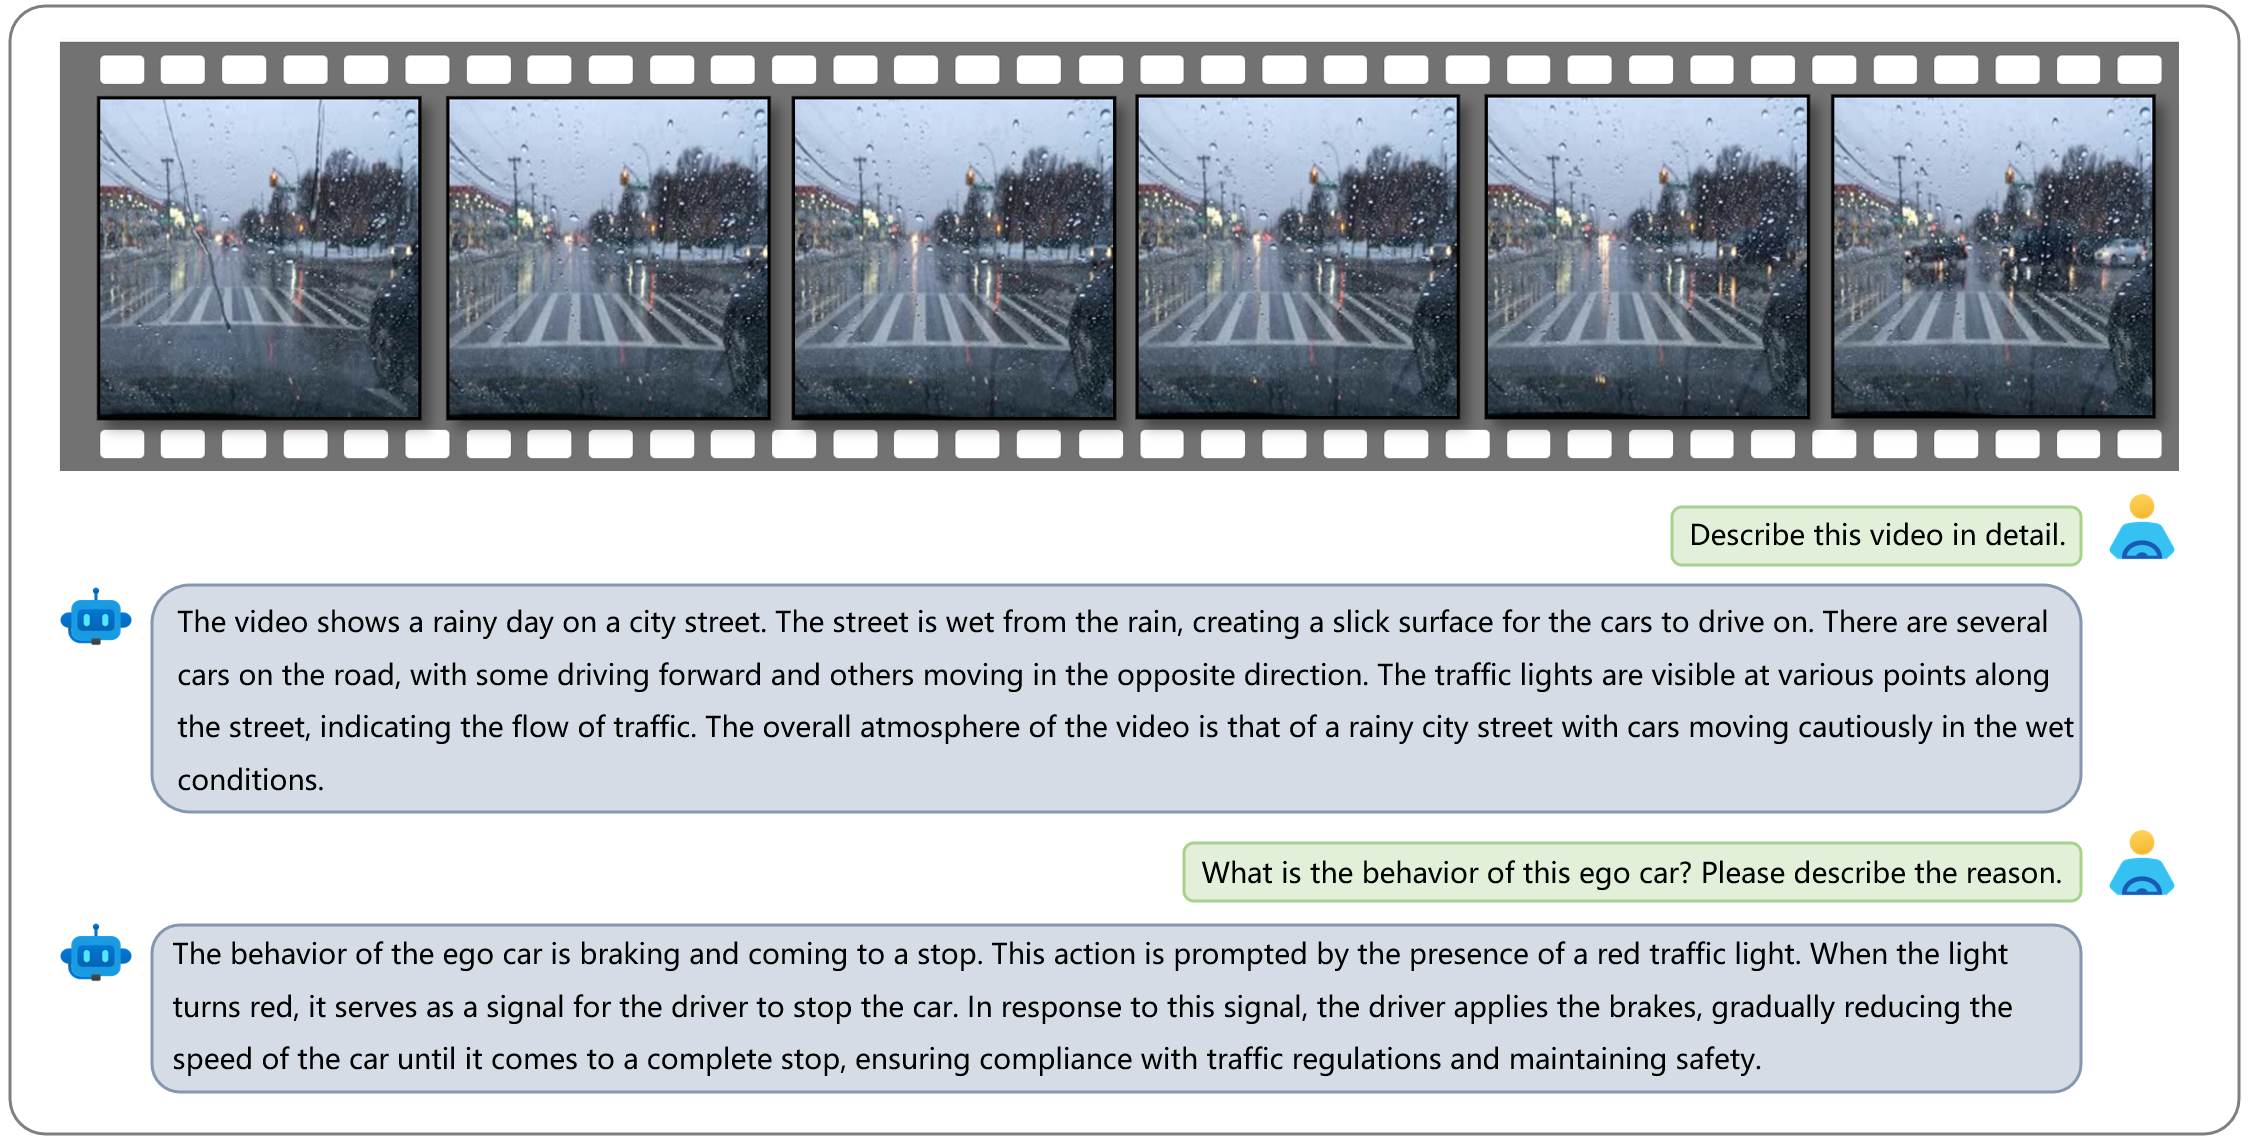 Describe this video in detail.
The video shows a rainy day on a city street. The street is wet from the rain, creating a slick surface for the cars to drive on. There are several
cars on the road, with some driving forward and others moving in the opposite direction. The traffic lights are visible at various points along
the street, indicating the flow of traffic. The overall atmosphere of the video is that of a rainy city street with cars moving cautiously in the wet
conditions.
What is the behavior of this ego car? Please describe the reason.
The behavior of the ego car is braking and coming to a stop. This action is prompted by the presence of a red traffic light. When the light
turns red, it serves as a signal for the driver to stop the car. In response to this signal, the driver applies the brakes, gradually reducing the
speed of the car until it comes to a complete stop, ensuring compliance with traffic regulations and maintaining safety.